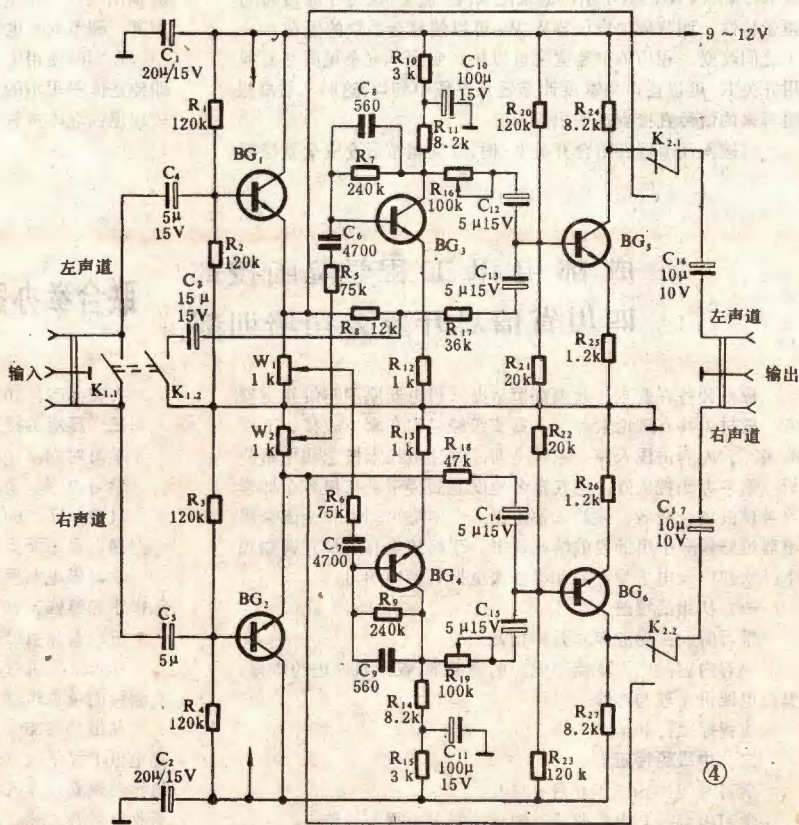 9～12V
C₁
20μ/15V
R₁
120k
BG₁
C₄
5μ
15V
R₂
120k
左声道
C₃
15μ
15V
输入
K₁.₁
K₁.₂
右声道
R₃
120k
BG₂
C₅
5μ
R₄
120k
C₂
20μ/15V
R₁₀
3k
C₁₀
100μ
15V
C₈
560
R₁₁
8.2k
R₇
240k
R₁₆
100k
C₁₂
5μ15V
BG₃
C₆
4700
R₅
75k
C₁₃
5μ15V
12k
R₁₇
36k
W₁
1k
R₁₂
1k
W₂
1k
R₁₃
1k
R₁₈
47k
R₆
75k
C₁₄
5μ15V
C₇
4700
BG₄
R₉
240k
C₁₅
5μ15V
C₉
560
R₁₄
8.2k
R₁₉
100k
R₁₅
3k
C₁₁
100μ
15V
R₂₀
120k
R₂₄
8.2k
K₂.₁
BG₅
C₁₆
10μ
10V
R₂₁
20k
R₂₅
1.2k
左声道
输出
右声道
R₂₂
20k
R₂₆
1.2k
10μ
10V
BG₆
K₂.₂
R₂₃
120k
R₂₇
8.2k
④
联合举办